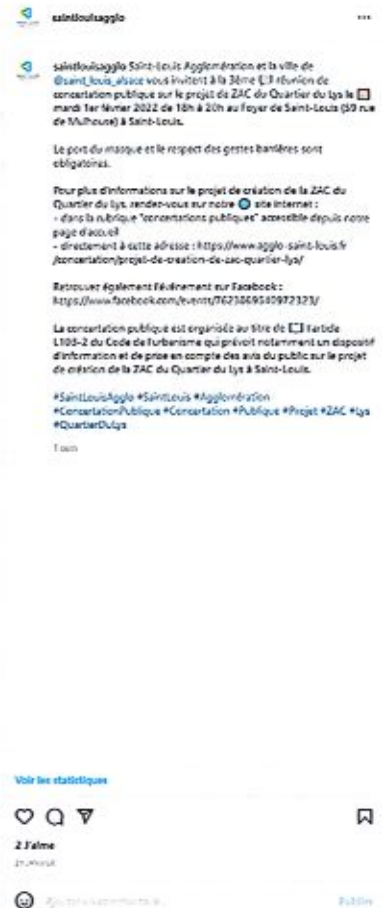 saintlouisagglo
saintlouisagglo Saint-Louis Agglomération et la ville de
@saint_louis_alsace vous invitent à la 3ème réunion de
concertation publique sur le projet de ZAC du Quartier du Lys le
mardi 1er février 2022 de 18h à 20h au Foyer de Saint-Louis (59 rue
de Mulhouse) à Saint-Louis.
Le port du masque et le respect des gestes barrières sont
obligatoires.
Pour plus d'informations sur le projet de création de la ZAC du
Quartier du Lys, rendez-vous sur notre site internet :
- dans la rubrique "concertations publiques" accessible depuis notre
page d'accueil
- directement à cette adresse : https://www.agglo-saint-louis.fr
/concertation/projet-de-creation-de-zac-quartier-lys/
Retrouvez également l'événement sur Facebook :
La concertation publique est organisée au titre de l'article
L103-2 du Code de l'urbanisme qui prévoit notamment un dispositif
d'information et de prise en compte des avis du public sur le projet
de création de la ZAC du Quartier du Lys à Saint-Louis.
#SaintLouisAgglo #SaintLouis #Agglomération
#ConcertationPublique #Concertation #Publique #Projet #ZAC #Lys
#QuartierDuLys
1 sem
Voir les statistiques
2 J'aime
Publier